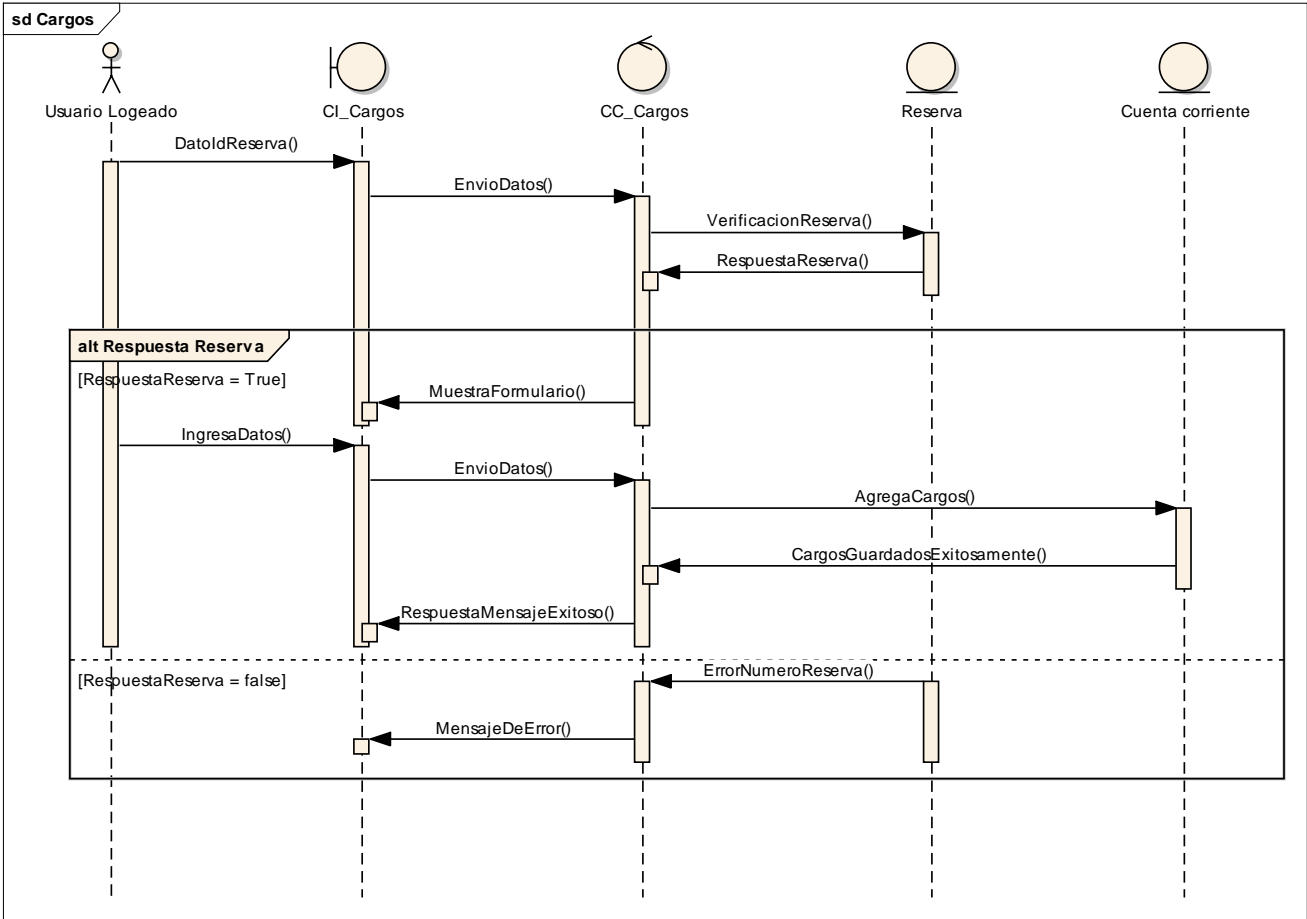 sd Cargos
Usuario Logeado
CI_Cargos
CC_Cargos
Reserva
Cuenta corriente
DatoIdReserva()
EnvioDatos()
VerificacionReserva()
RespuestaReserva()
alt Respuesta Reserva
[RespuestaReserva = True]
MuestraFormulario()
IngresaDatos()
EnvioDatos()
AgregaCargos()
CargosGuardadosExitosamente()
RespuestaMensajeExitoso()
[RespuestaReserva = false]
ErrorNumeroReserva()
MensajeDeError()